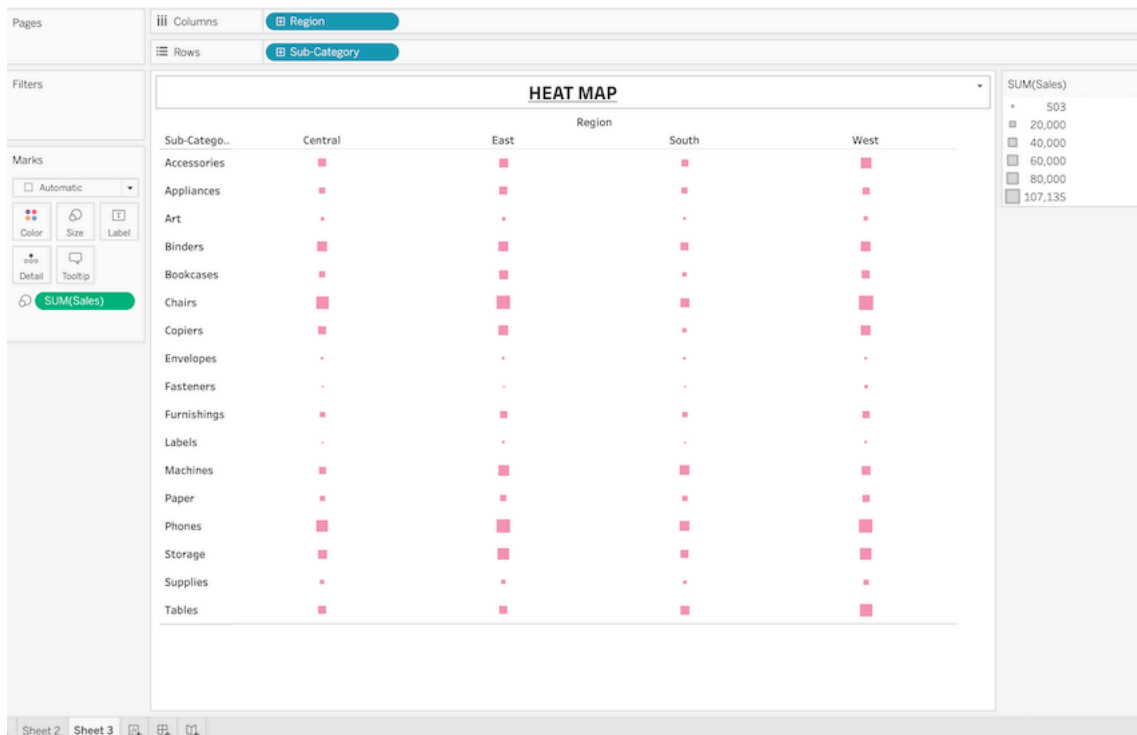 Pages
Columns
Region
Rows
Sub-Category
Filters
Marks
Automatic
Color
Size
Label
Detail
Tooltip
SUM(Sales)
HEAT MAP
Region
Sub-Catego.. Central East South West
Accessories
Appliances
Art
Binders
Bookcases
Chairs
Copiers
Envelopes
Fasteners
Furnishings
Labels
Machines
Paper
Phones
Storage
Supplies
Tables
SUM(Sales)
503
20,000
40,000
60,000
80,000
107,135
Sheet 2 Sheet 3